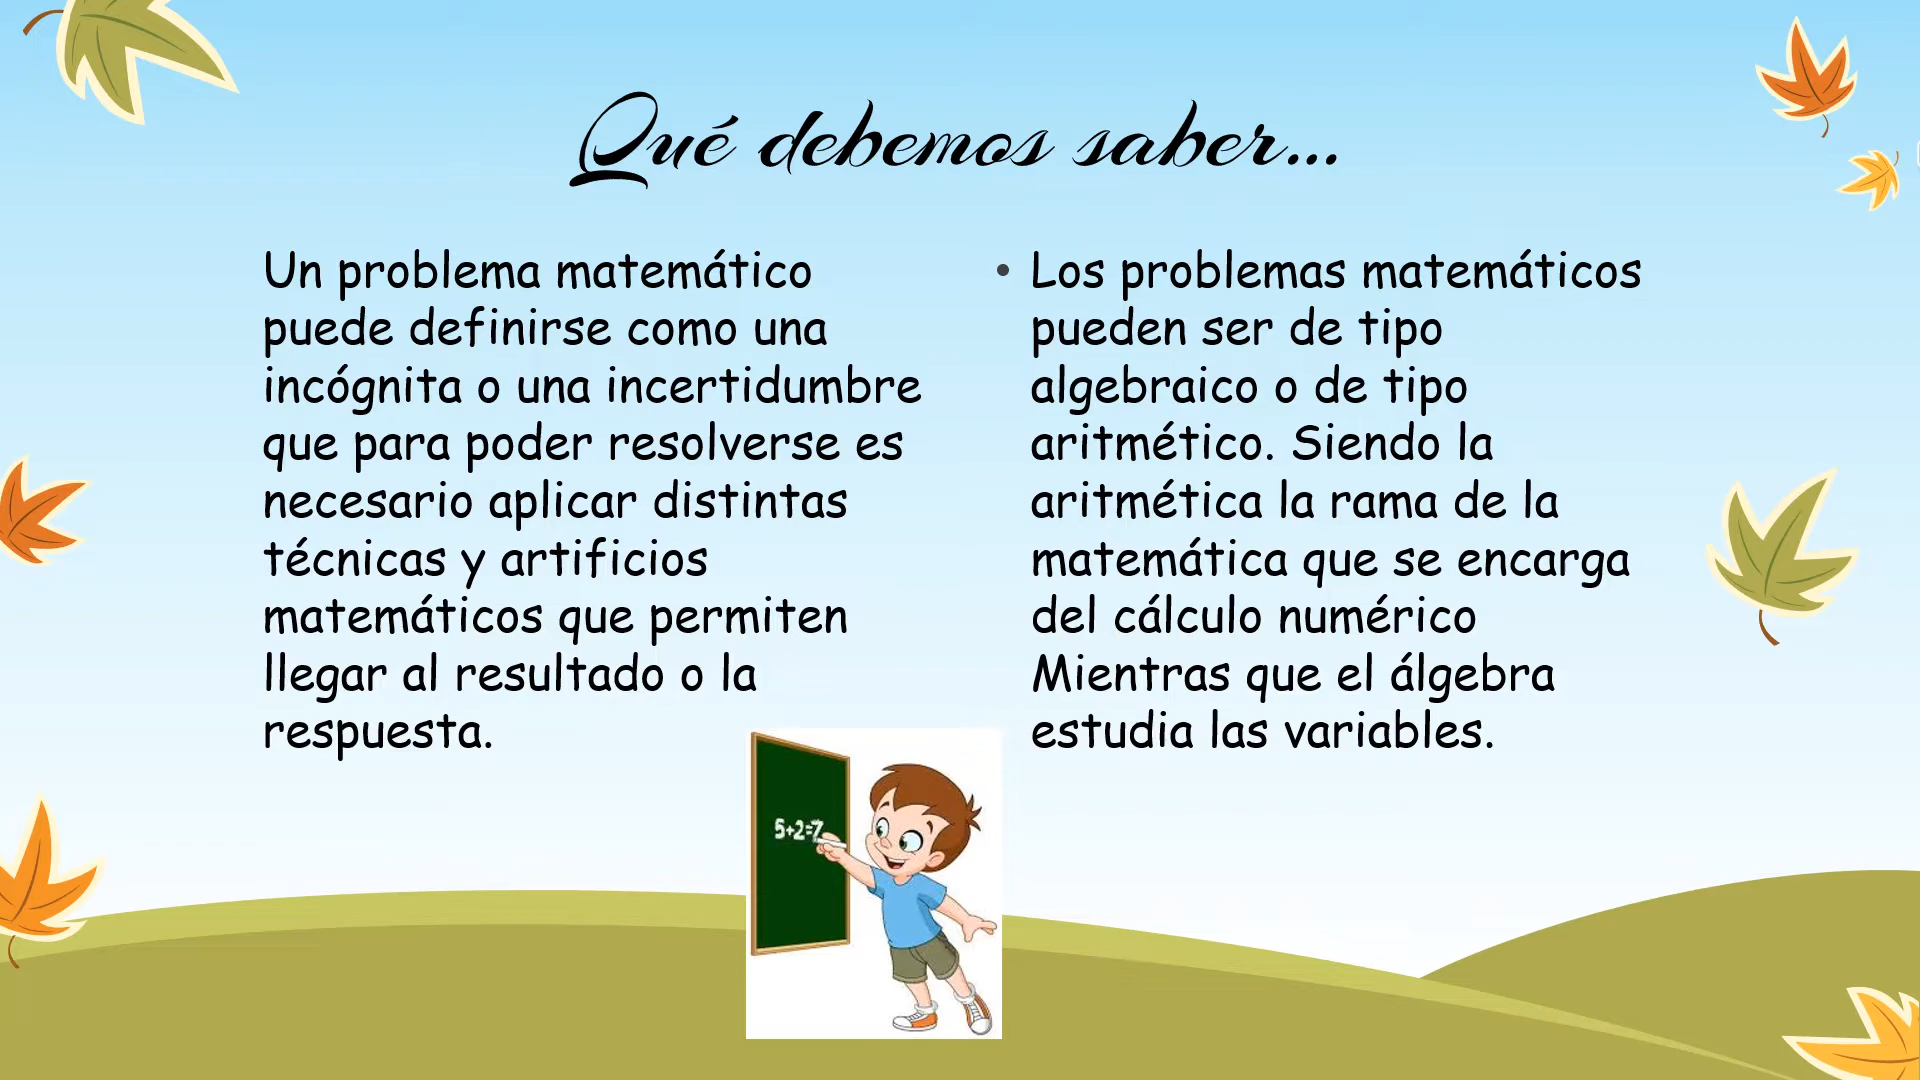 Qué debemos saber...
Un problema matemático
puede definirse como una
incógnita o una incertidumbre
que para poder resolverse es
necesario aplicar distintas
técnicas y artificios
matemáticos que permiten
llegar al resultado o la
respuesta.
• Los problemas matemáticos
pueden ser de tipo
algebraico o de tipo
aritmético. Siendo la
aritmética la rama de la
matemática que se encarga
del cálculo numérico
Mientras que el álgebra
estudia las variables.
5+2=7